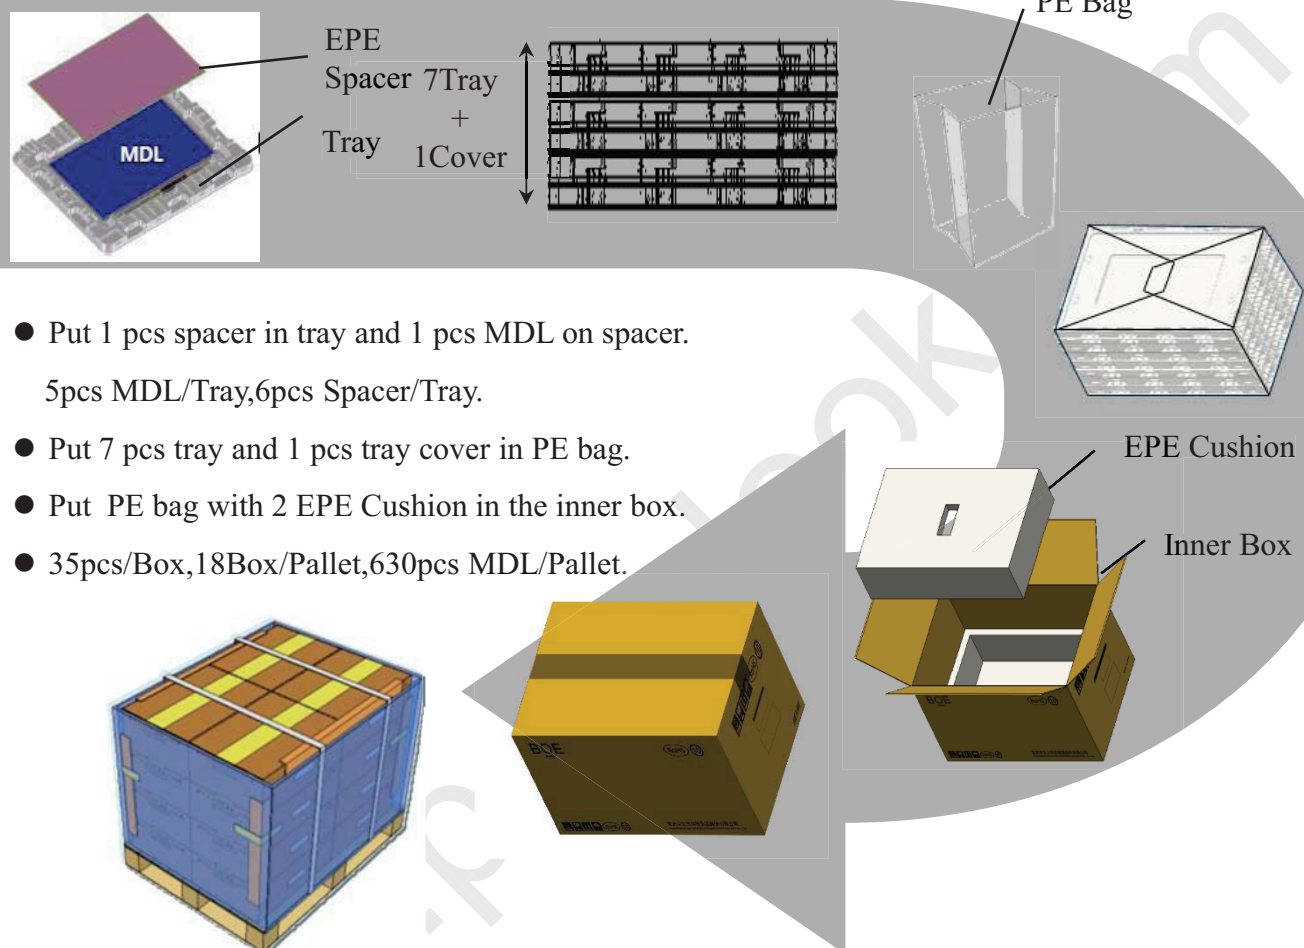 PE Bag
EPE
Spacer
Tray
MDL
7Tray
+
1Cover
● Put 1 pcs spacer in tray and 1 pcs MDL on spacer.
5pcs MDL/Tray,6pcs Spacer/Tray.
● Put 7 pcs tray and 1 pcs tray cover in PE bag.
● Put PE bag with 2 EPE Cushion in the inner box.
● 35pcs/Box,18Box/Pallet,630pcs MDL/Pallet.
EPE Cushion
Inner Box
BOE
RoHS
BOE
RoHS